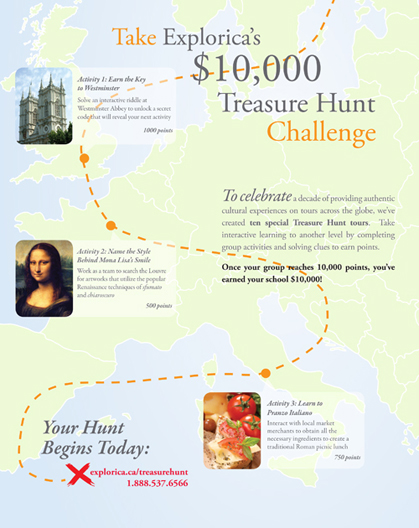 Take Explorica's
$10,000
Treasure Hunt
Challenge
Activity 1: Earn the Key
to Westminster
Solve an interactive riddle at
Westminster Abbey to unlock a secret
code that will reveal your next activity
1000 points
To celebrate a decade of providing authentic
cultural experiences on tours across the globe, we've
created ten special Treasure Hunt tours. Take
interactive learning to another level by completing
group activities and solving clues to earn points.
Once your group reaches 10,000 points, you've
earned your school $10,000!
Activity 2: Name the Style
Behind Mona Lisa's Smile
Work as a team to search the Louvre
for artworks that utilize the popular
Renaissance techniques of sfumato
and chiaroscuro
500 points
Activity 3: Learn to
Pranzo Italiano
Interact with local market
merchants to obtain all the
necessary ingredients to create a
traditional Roman picnic lunch
750 points
Your Hunt
Begins Today:
explorica.ca/treasurehunt
1.888.537.6566